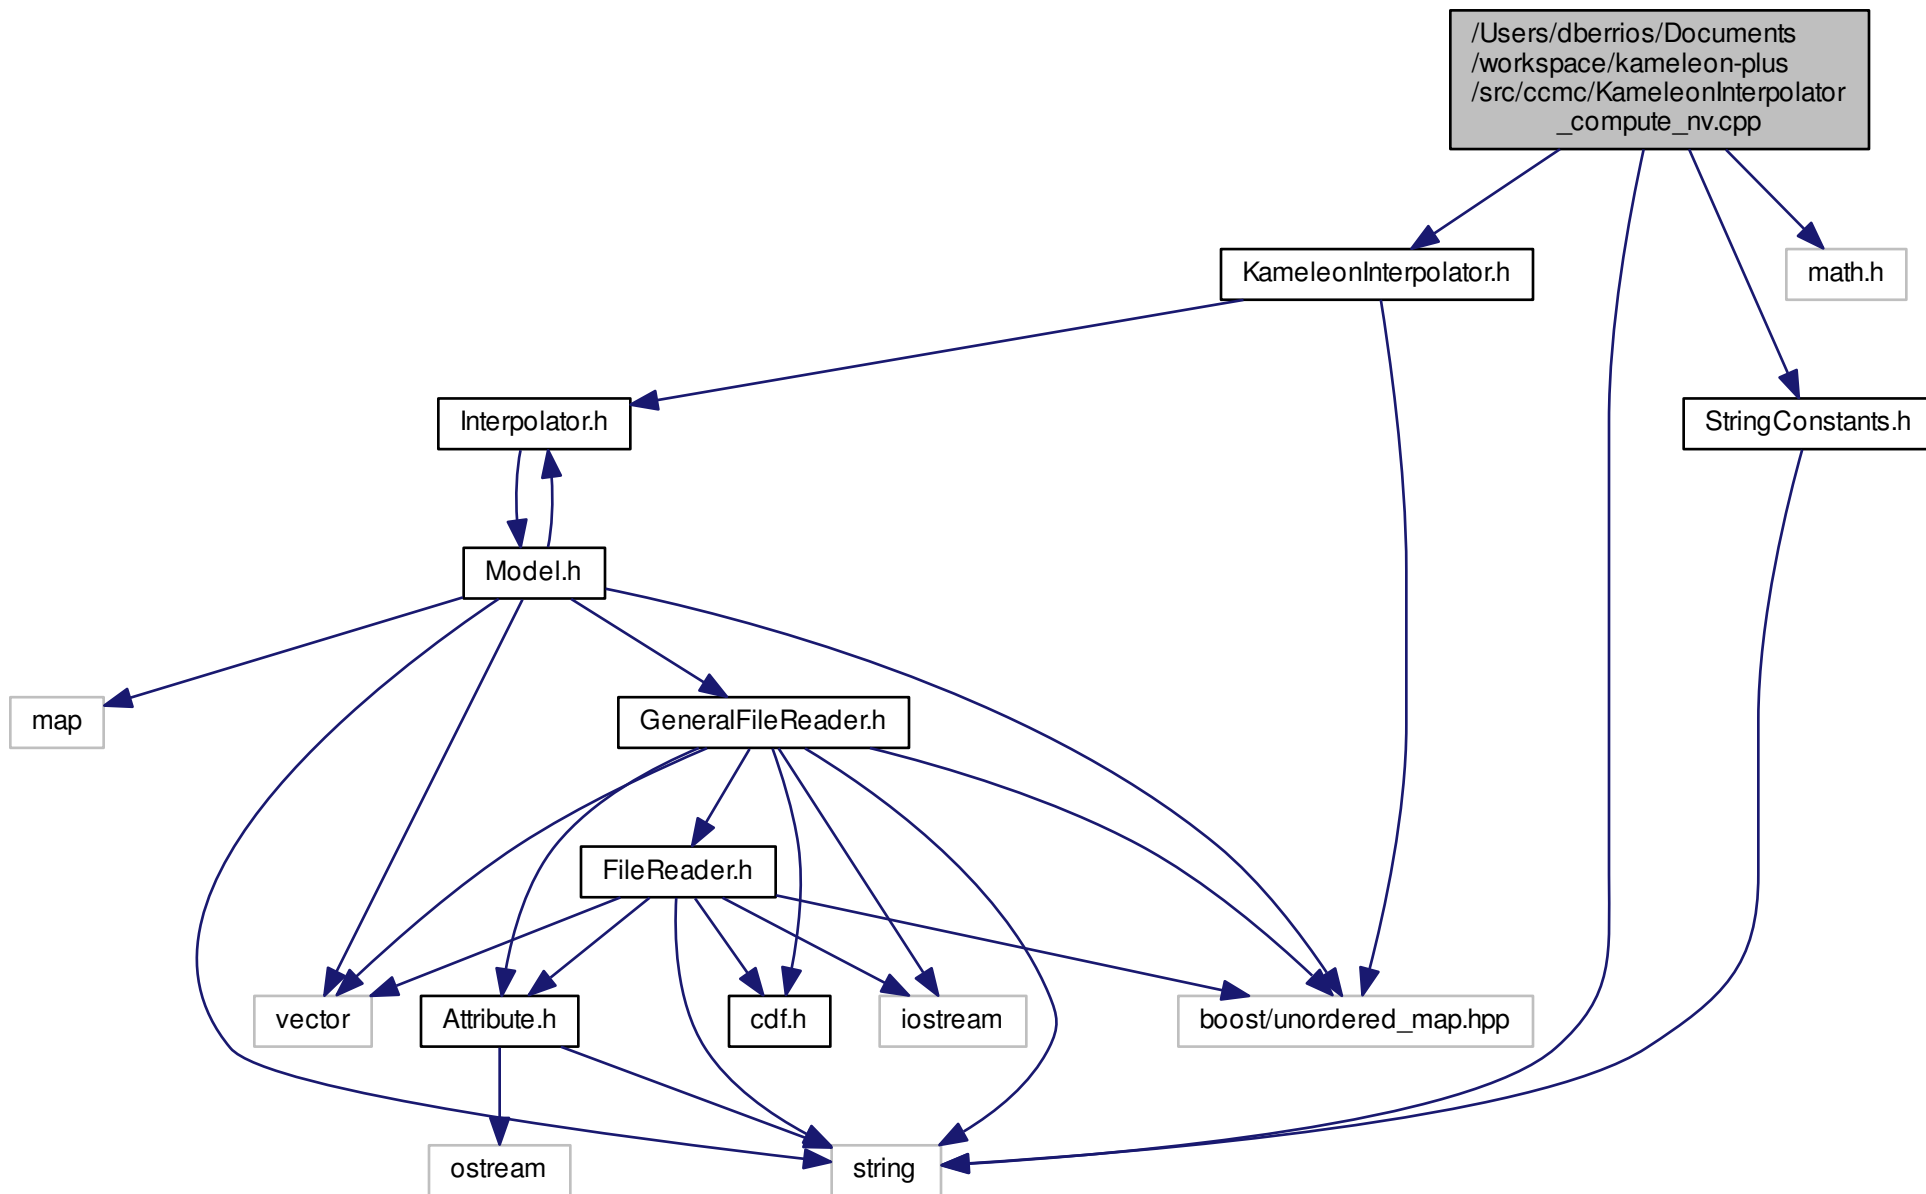 /Users/dberrios/Documents
/workspace/kameleon-plus
/src/ccmc/KameleonInterpolator
_compute_nv.cpp
KameleonInterpolator.h
math.h
Interpolator.h
StringConstants.h
Model.h
map
GeneralFileReader.h
FileReader.h
vector
Attribute.h
cdf.h
iostream
boost/unordered_map.hpp
ostream
string